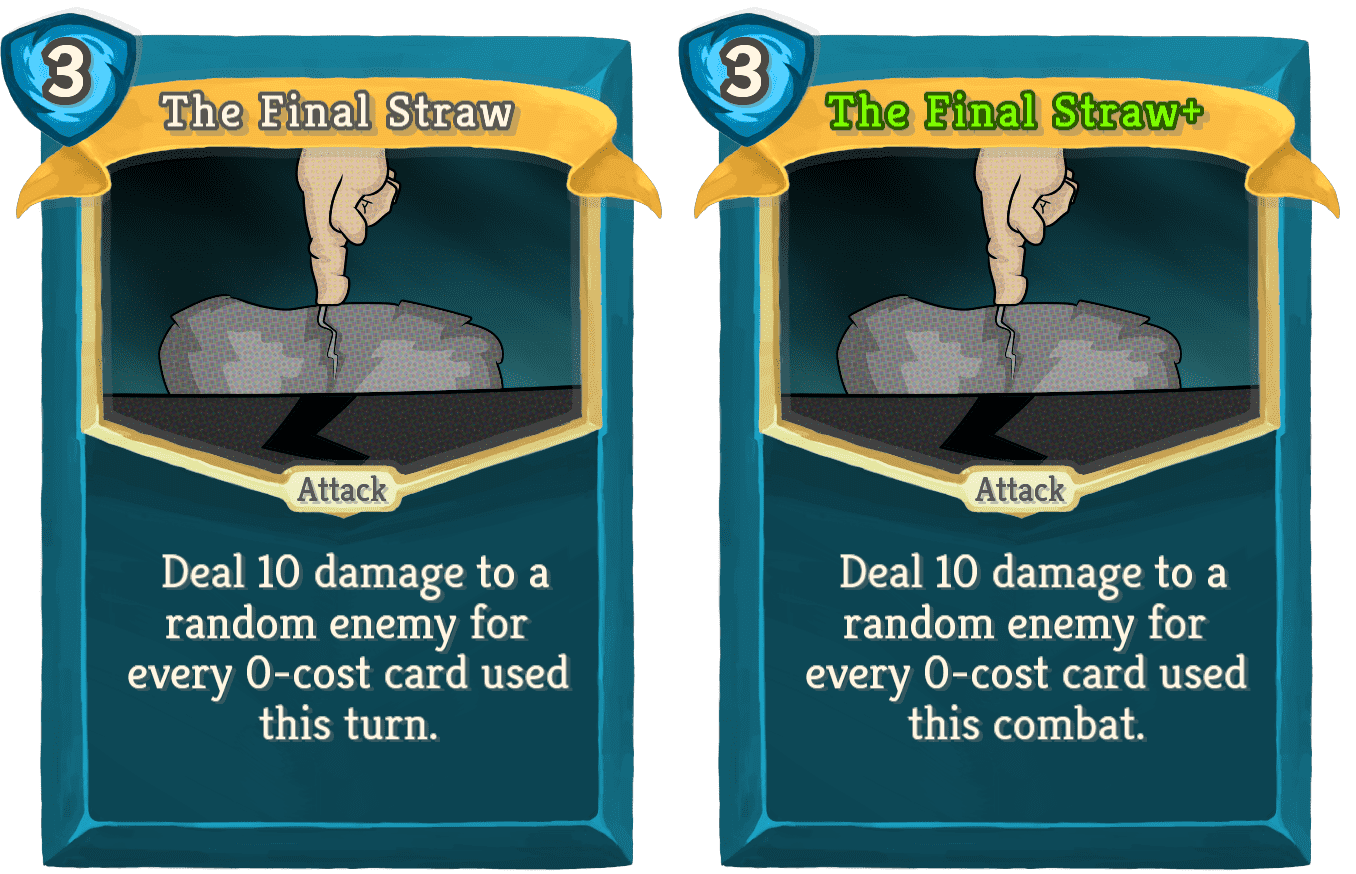 3
The Final Straw
Attack
Deal 10 damage to a
random enemy for
every 0-cost card used
this turn.
3
The Final Straw+
Attack
Deal 10 damage to a
random enemy for
every 0-cost card used
this combat.